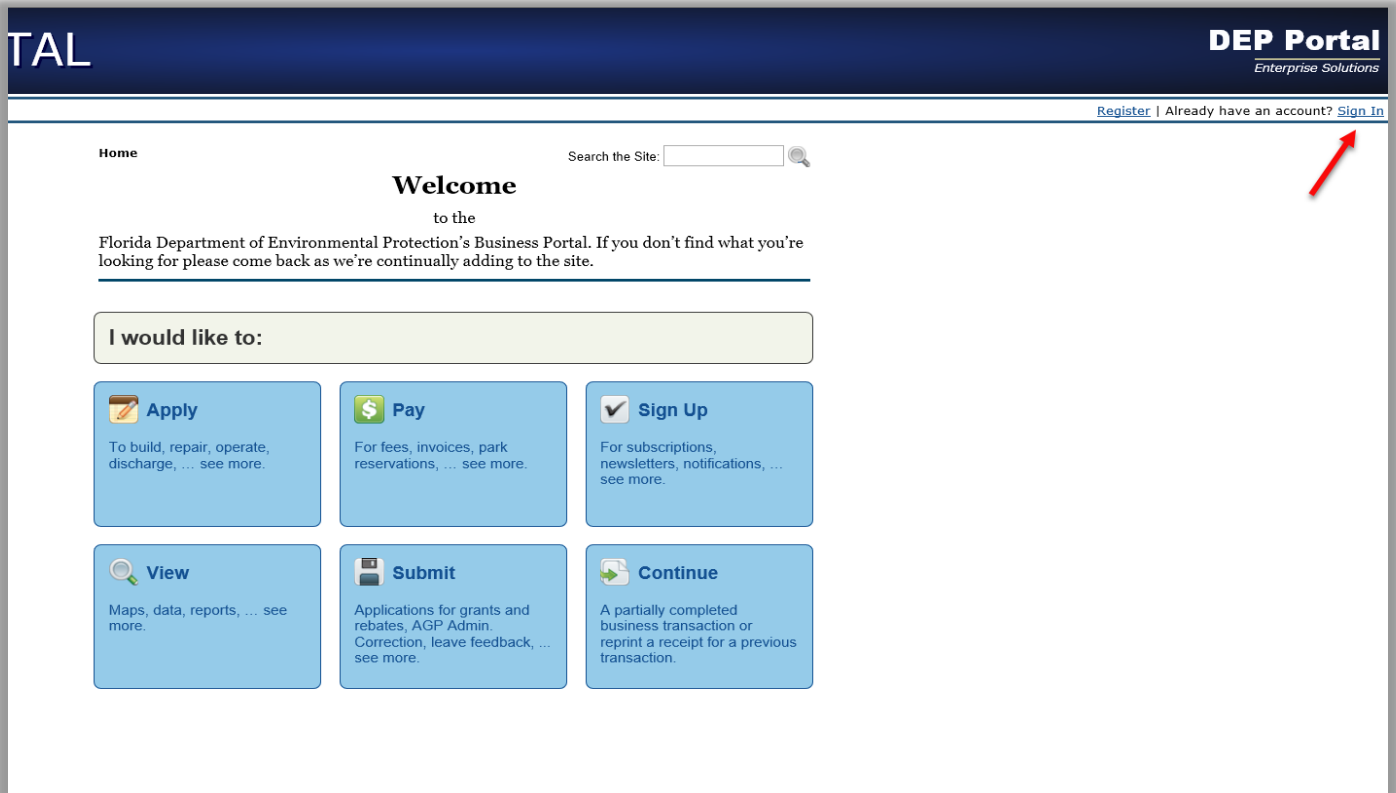 TAL
DEP Portal
Enterprise Solutions
Register | Already have an account? Sign In
Home
Search the Site:
Welcome
to the
Florida Department of Environmental Protection’s Business Portal. If you don’t find what you’re
looking for please come back as we’re continually adding to the site.
I would like to:
Apply
To build, repair, operate,
discharge, ... see more.
Pay
For fees, invoices, park
reservations, ... see more.
Sign Up
For subscriptions,
newsletters, notifications, ...
see more.
View
Maps, data, reports, ... see
more.
Submit
Applications for grants and
rebates, AGP Admin.
Correction, leave feedback, ...
see more.
Continue
A partially completed
business transaction or
reprint a receipt for a previous
transaction.